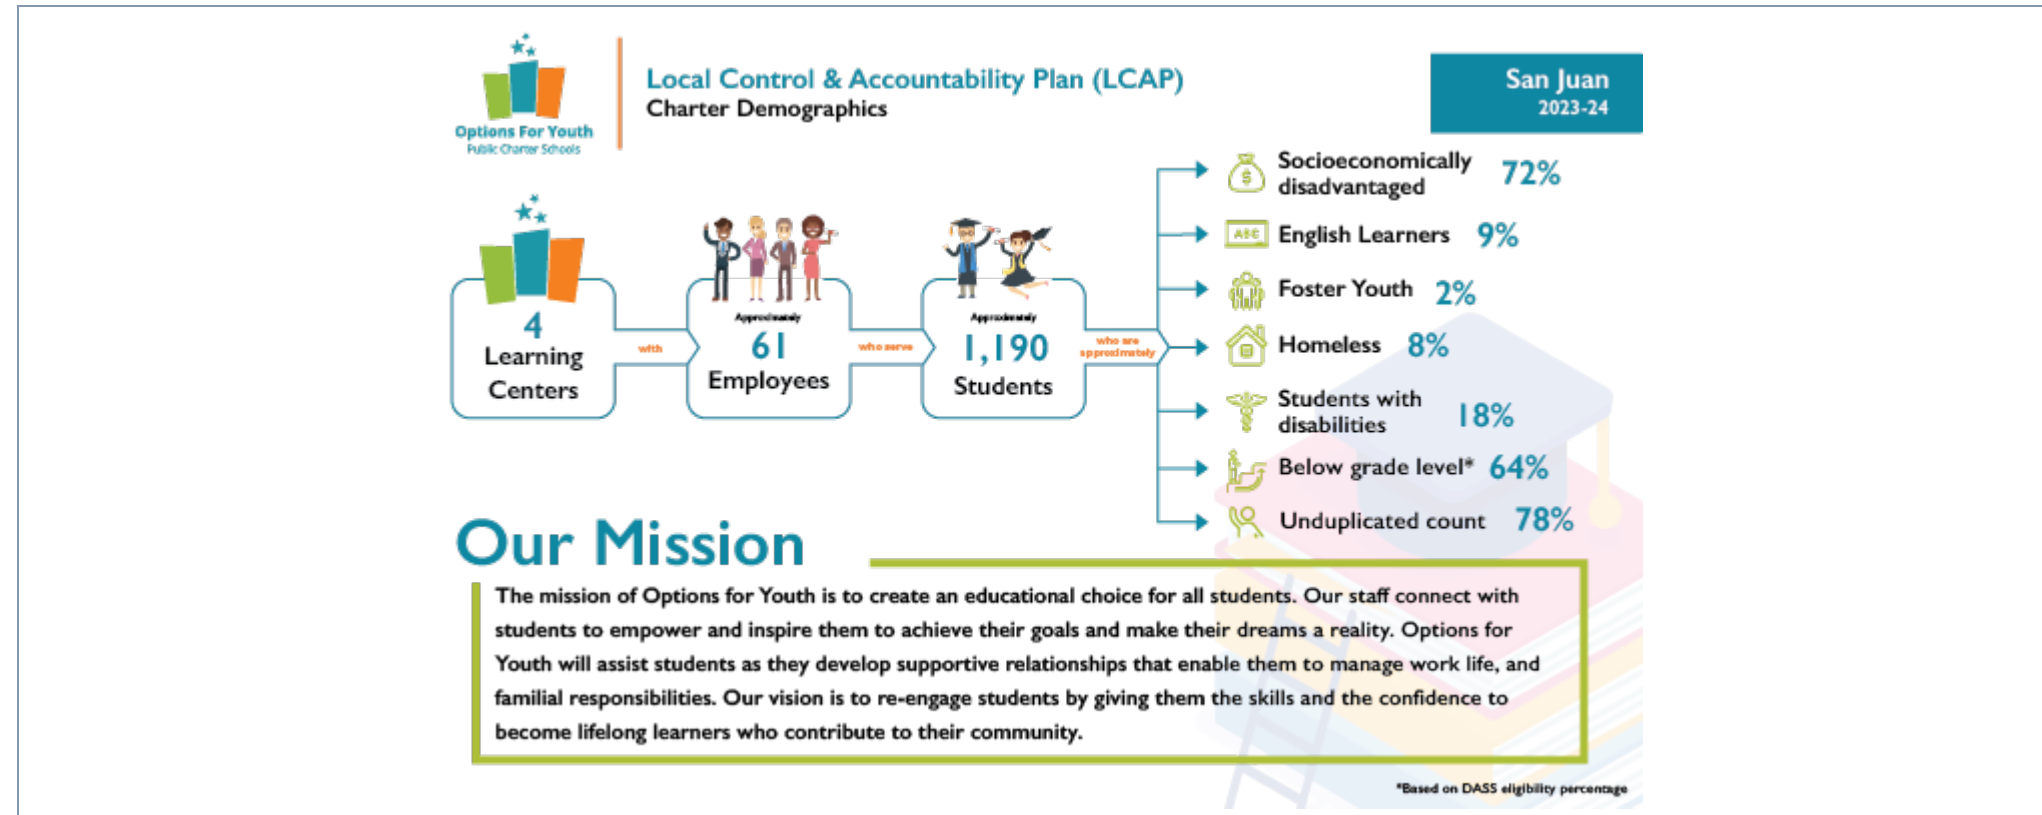 Options For Youth
Public Charter Schools
Local Control & Accountability Plan (LCAP)
Charter Demographics
San Juan
2023-24
4
Learning
Centers
with
Approximately
61
Employees
who serve
Approximately
1,190
Students
who are
approximately
Socioeconomically
disadvantaged
72%
ABC
English Learners 9%
Foster Youth 2%
Homeless 8%
Students with
disabilities
18%
Below grade level* 64%
Unduplicated count 78%
Our Mission
The mission of Options for Youth is to create an educational choice for all students. Our staff connect with
students to empower and inspire them to achieve their goals and make their dreams a reality. Options for
Youth will assist students as they develop supportive relationships that enable them to manage work life, and
familial responsibilities. Our vision is to re-engage students by giving them the skills and the confidence to
become lifelong learners who contribute to their community.
*Based on DASS eligibility percentage